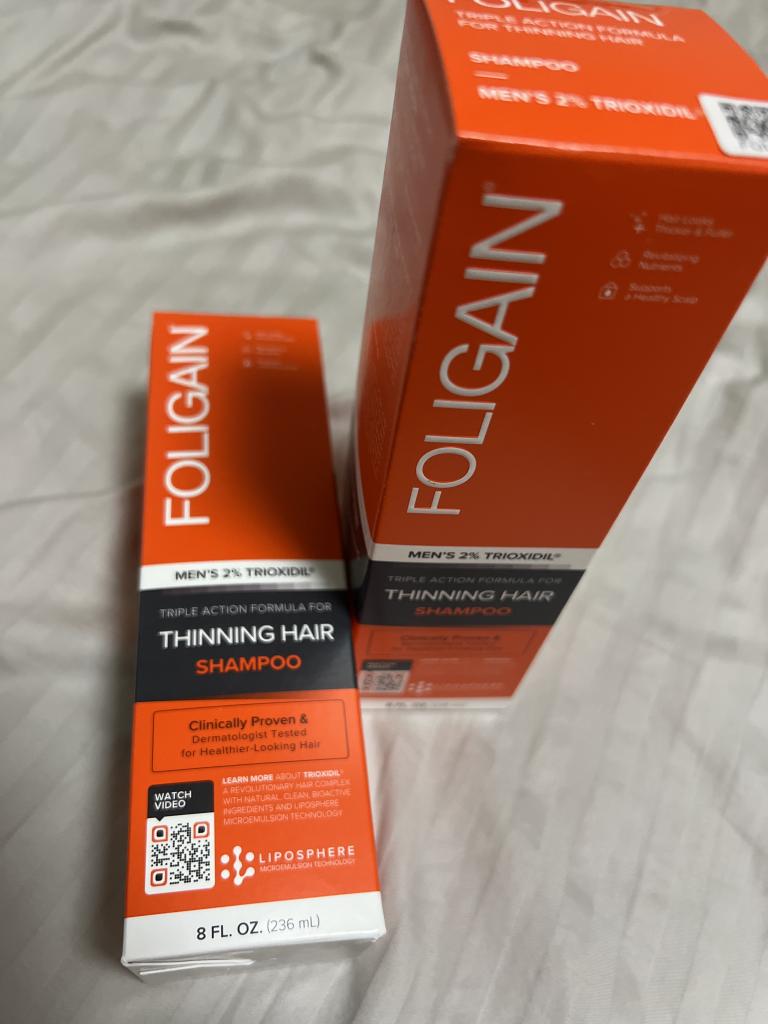 FOLIGAIN
MEN'S 2% TRIOXIDIL®
TRIPLE ACTION FORMULA FOR
THINNING HAIR
SHAMPOO
Clinically Proven &
Dermatologist Tested
for Healthier-Looking Hair
WATCH
VIDEO
LEARN MORE ABOUT TRIOXIDIL®
A REVOLUTIONARY HAIR COMPLEX
WITH NATURAL, CLEAN, BIOACTIVE
INGREDIENTS AND LIPOSPHERE
MICROEMULSION TECHNOLOGY
LIPOSPHERE
MICROEMULSION TECHNOLOGY
8 FL. OZ. (236 mL)
FOLIGAIN
TRIPLE ACTION FORMULA
FOR THINNING HAIR
SHAMPOO
MEN'S 2% TRIOXIDIL®
Hair Looks
Thicker & Fuller
Revitalizing
Nutrients
Supports
a Healthy Scalp
FOLIGAIN
MEN'S 2% TRIOXIDIL®
TRIPLE ACTION FORMULA FOR
THINNING HAIR
SHAMPOO
Clinically Proven &
8 FL. OZ.